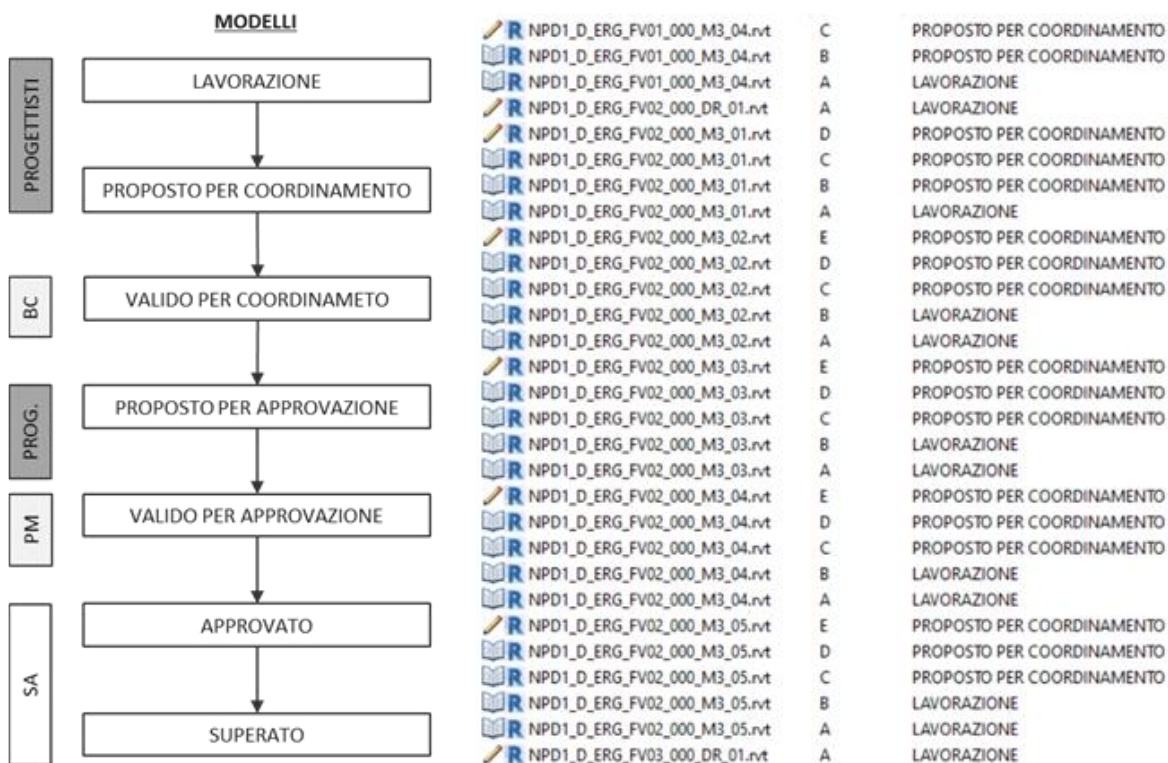 MODELLI
PROGETTISTI
LAVORAZIONE
PROPOSTO PER COORDINAMENTO
BC
VALIDO PER COORDINAMETO
PROG.
PROPOSTO PER APPROVAZIONE
PM
VALIDO PER APPROVAZIONE
SA
APPROVATO
SUPERATO
R NPD1_D_ERG_FV01_000_M3_04.rvt C PROPOSTO PER COORDINAMENTO
R NPD1_D_ERG_FV01_000_M3_04.rvt B PROPOSTO PER COORDINAMENTO
R NPD1_D_ERG_FV01_000_M3_04.rvt A LAVORAZIONE
R NPD1_D_ERG_FV02_000_DR_01.rvt A LAVORAZIONE
R NPD1_D_ERG_FV02_000_M3_01.rvt D PROPOSTO PER COORDINAMENTO
R NPD1_D_ERG_FV02_000_M3_01.rvt C PROPOSTO PER COORDINAMENTO
R NPD1_D_ERG_FV02_000_M3_01.rvt B PROPOSTO PER COORDINAMENTO
R NPD1_D_ERG_FV02_000_M3_01.rvt A LAVORAZIONE
R NPD1_D_ERG_FV02_000_M3_02.rvt E PROPOSTO PER COORDINAMENTO
R NPD1_D_ERG_FV02_000_M3_02.rvt D PROPOSTO PER COORDINAMENTO
R NPD1_D_ERG_FV02_000_M3_02.rvt C PROPOSTO PER COORDINAMENTO
R NPD1_D_ERG_FV02_000_M3_02.rvt B LAVORAZIONE
R NPD1_D_ERG_FV02_000_M3_02.rvt A LAVORAZIONE
R NPD1_D_ERG_FV02_000_M3_03.rvt E PROPOSTO PER COORDINAMENTO
R NPD1_D_ERG_FV02_000_M3_03.rvt D PROPOSTO PER COORDINAMENTO
R NPD1_D_ERG_FV02_000_M3_03.rvt C PROPOSTO PER COORDINAMENTO
R NPD1_D_ERG_FV02_000_M3_03.rvt B LAVORAZIONE
R NPD1_D_ERG_FV02_000_M3_03.rvt A LAVORAZIONE
R NPD1_D_ERG_FV02_000_M3_04.rvt E PROPOSTO PER COORDINAMENTO
R NPD1_D_ERG_FV02_000_M3_04.rvt D PROPOSTO PER COORDINAMENTO
R NPD1_D_ERG_FV02_000_M3_04.rvt C PROPOSTO PER COORDINAMENTO
R NPD1_D_ERG_FV02_000_M3_04.rvt B LAVORAZIONE
R NPD1_D_ERG_FV02_000_M3_04.rvt A LAVORAZIONE
R NPD1_D_ERG_FV02_000_M3_05.rvt E PROPOSTO PER COORDINAMENTO
R NPD1_D_ERG_FV02_000_M3_05.rvt D PROPOSTO PER COORDINAMENTO
R NPD1_D_ERG_FV02_000_M3_05.rvt C PROPOSTO PER COORDINAMENTO
R NPD1_D_ERG_FV02_000_M3_05.rvt B LAVORAZIONE
R NPD1_D_ERG_FV02_000_M3_05.rvt A LAVORAZIONE
R NPD1_D_ERG_FV03_000_DR_01.rvt A LAVORAZIONE